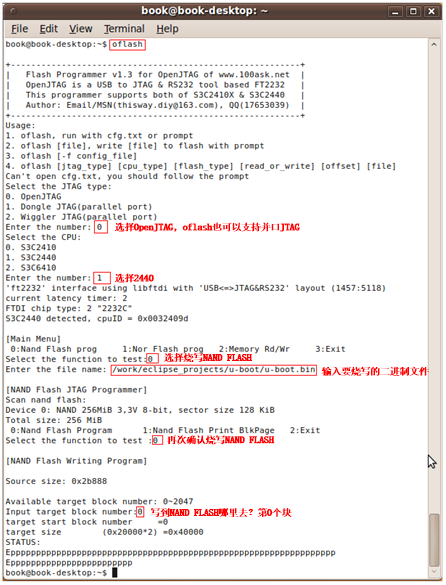 book@book-desktop: ~
File Edit View Terminal Help
book@book-desktop:~$ oflash
+---------------------------------------------------------+
| Flash Programmer v1.3 for OpenJTAG of www.100ask.net |
| OpenJTAG is a USB to JTAG & RS232 tool based FT2232 |
| This programmer supports both of S3C2410X & S3C2440 |
| Author: Email/MSN(thisway.diy@163.com), QQ(17653039) |
+---------------------------------------------------------+
Usage:
1. oflash, run with cfg.txt or prompt
2. oflash [file], write [file] to flash with prompt
3. oflash [-f config_file]
4. oflash [jtag_type] [cpu_type] [flash_type] [read_or_write] [offset] [file]
Can't open cfg.txt, you should follow the prompt
Select the JTAG type:
0. OpenJTAG
1. Dongle JTAG(parallel port)
2. Wiggler JTAG(parallel port)
Enter the number: 0 选择OpenJTAG, oflash也可以支持并口JTAG
Select the CPU:
0. S3C2410
1. S3C2440
2. S3C6410
Enter the number: 1 选择2440
'ft2232' interface using libftdi with 'USB<=>JTAG&RS232' layout (1457:5118)
current latency timer: 2
FTDI chip type: 2 "2232C"
S3C2440 detected, cpuID = 0x0032409d
[Main Menu]
0:Nand Flash prog 1:Nor Flash prog 2:Memory Rd/Wr 3:Exit
Select the function to test:0 选择烧写NAND FLASH
Enter the file name: /work/eclipse_projects/u-boot/u-boot.bin 输入要烧写的二进制文件
[NAND Flash JTAG Programmer]
Scan nand flash:
Device 0: NAND 256MiB 3,3V 8-bit, sector size 128 KiB
Total size: 256 MiB
0:Nand Flash Program 1:Nand Flash Print BlkPage 2:Exit
Select the function to test :0 再次确认烧写NAND FLASH
[NAND Flash Writing Program]
Source size: 0x2b888
Available target block number: 0~2047
Input target block number:0 写到NAND FLASH哪里去？第0个块
target start block number =0
target size (0x20000*2) =0x40000
STATUS:
Epppppppppppppppppppppppppppppppppppppppppppppppppppppppppppppppp
Epppppppppppppppppppppppp
book@book-desktop:~$